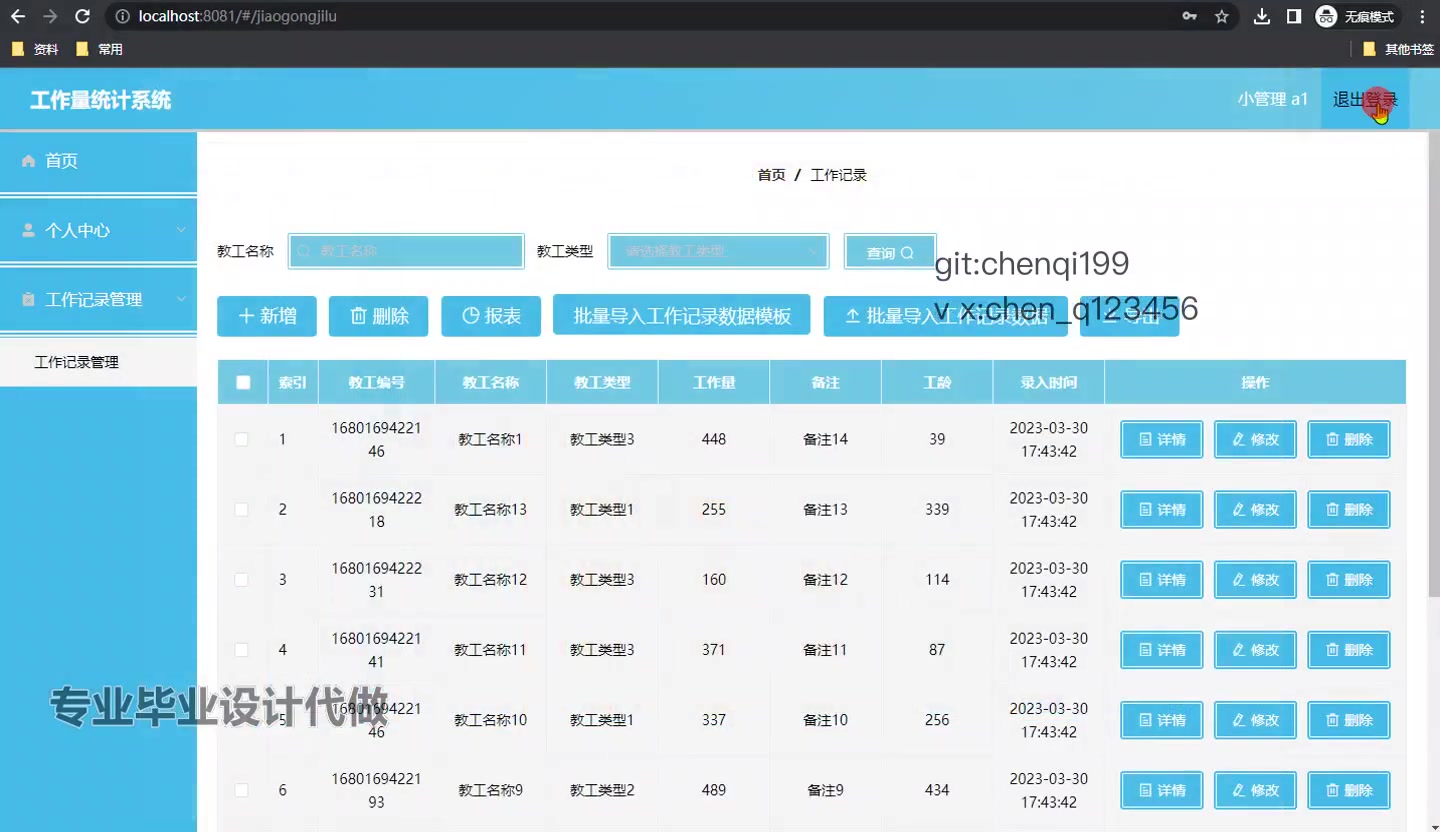 localhost:8081/#/jiaogongjilu
无痕模式
资料 常用 其他书签
工作量统计系统 小管理 a1 退出登录
首页
个人中心
工作记录管理
工作记录管理
首页 / 工作记录
教工名称 教工名称 教工类型 请选择教工类型 查询
git:chenqi199
v x:chen_q123456
新增 删除 报表 批量导入工作记录数据模板 批量导入工作记录数据 导出
索引 教工编号 教工名称 教工类型 工作量 备注 工龄 录入时间 操作
1 1680169422146 教工名称1 教工类型3 448 备注14 39 2023-03-30 17:43:42 详情 修改 删除
2 1680169422218 教工名称13 教工类型1 255 备注13 339 2023-03-30 17:43:42 详情 修改 删除
3 1680169422231 教工名称12 教工类型3 160 备注12 114 2023-03-30 17:43:42 详情 修改 删除
4 1680169422141 教工名称11 教工类型3 371 备注11 87 2023-03-30 17:43:42 详情 修改 删除
专业毕业设计代做
46 教工名称10 教工类型1 337 备注10 256 2023-03-30 17:43:42 详情 修改 删除
6 1680169422193 教工名称9 教工类型2 489 备注9 434 2023-03-30 17:43:42 详情 修改 删除